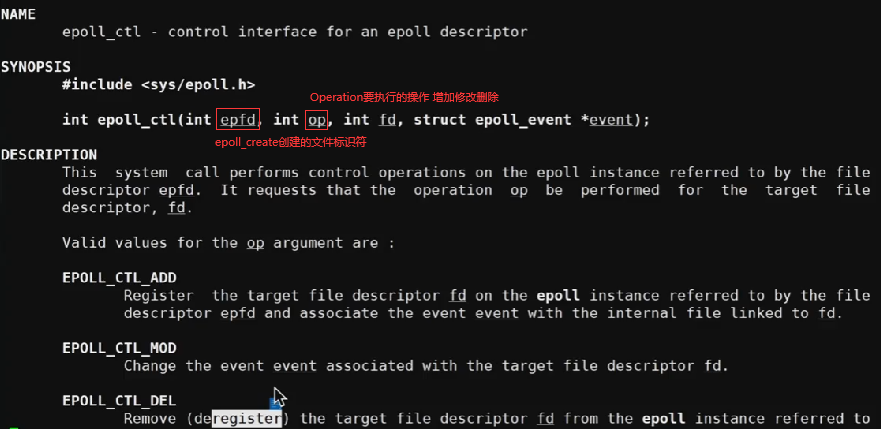 NAME
epoll_ctl - control interface for an epoll descriptor
SYNOPSIS
#include <sys/epoll.h>
Operation要执行的操作 增加修改删除
int epoll_ctl(int epfd, int op, int fd, struct epoll_event *event);
epoll_create创建的文件标识符
DESCRIPTION
This system call performs control operations on the epoll instance referred to by the file
descriptor epfd. It requests that the operation op be performed for the target file
descriptor, fd.
Valid values for the op argument are :
EPOLL_CTL_ADD
Register the target file descriptor fd on the epoll instance referred to by the file
descriptor epfd and associate the event event with the internal file linked to fd.
EPOLL_CTL_MOD
Change the event event associated with the target file descriptor fd.
EPOLL_CTL_DEL
Remove (deregister) the target file descriptor fd from the epoll instance referred to